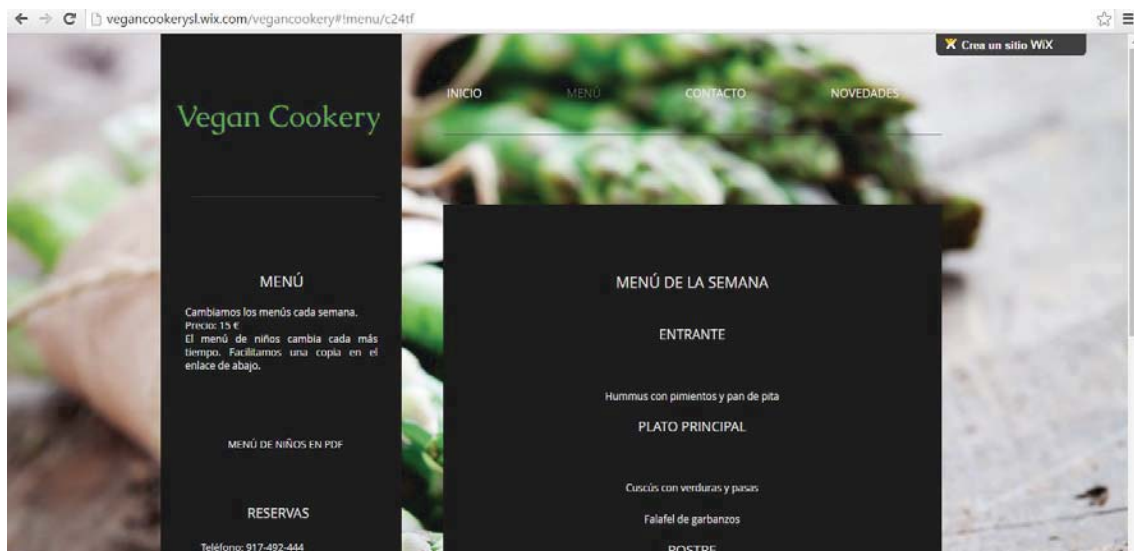 vegancookerysl.wix.com/vegancookery#!menu/c24tf
Crea un sitio WiX
Vegan Cookery
INICIO MENÚ CONTACTO NOVEDADES
MENÚ
Cambiamos los menús cada semana.
Precio: 15 €
El menú de niños cambia cada más
tiempo. Facilitamos una copia en el
enlace de abajo.
MENÚ DE NIÑOS EN PDF
RESERVAS
Teléfono: 917-492-444
MENÚ DE LA SEMANA
ENTRANTE
Hummus con pimientos y pan de pita
PLATO PRINCIPAL
Cuscús con verduras y pasas
Falafel de garbanzos
POSTRE